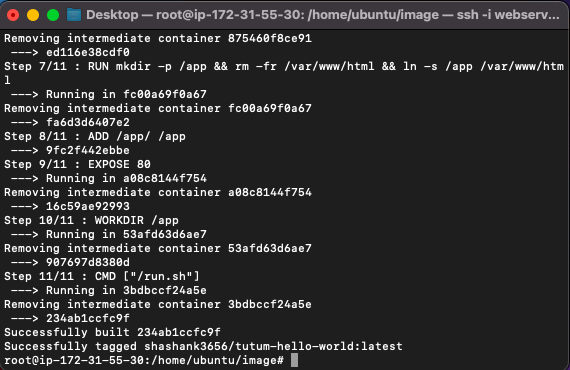 Desktop — root@ip-172-31-55-30: /home/ubuntu/image — ssh -i webserv...
Removing intermediate container 875460f8ce91
 ---> ed116e38cdf0
Step 7/11 : RUN mkdir -p /app && rm -fr /var/www/html && ln -s /app /var/www/htm
l
 ---> Running in fc00a69f0a67
Removing intermediate container fc00a69f0a67
 ---> fa6d3d6407e2
Step 8/11 : ADD /app/ /app
 ---> 9fc2f442ebbe
Step 9/11 : EXPOSE 80
 ---> Running in a08c8144f754
Removing intermediate container a08c8144f754
 ---> 16c59ae92993
Step 10/11 : WORKDIR /app
 ---> Running in 53afd63d6ae7
Removing intermediate container 53afd63d6ae7
 ---> 907697d8380d
Step 11/11 : CMD ["/run.sh"]
 ---> Running in 3bdbccf24a5e
Removing intermediate container 3bdbccf24a5e
 ---> 234ab1ccfc9f
Successfully built 234ab1ccfc9f
Successfully tagged shashank3656/tutum-hello-world:latest
root@ip-172-31-55-30:/home/ubuntu/image#